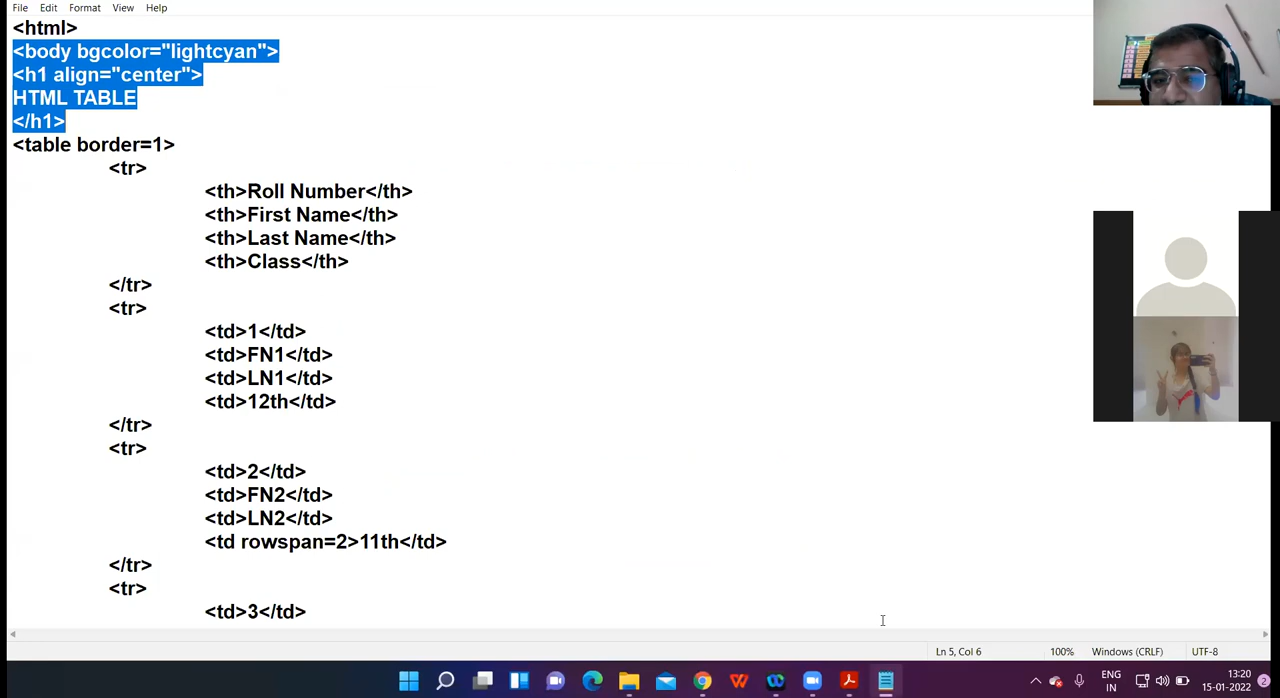 File Edit Format View Help
<html>
<body bgcolor="lightcyan">
<h1 align="center">
HTML TABLE
</h1>
<table border=1>
<tr>
<th>Roll Number</th>
<th>First Name</th>
<th>Last Name</th>
<th>Class</th>
</tr>
<tr>
<td>1</td>
<td>FN1</td>
<td>LN1</td>
<td>12th</td>
</tr>
<tr>
<td>2</td>
<td>FN2</td>
<td>LN2</td>
<td rowspan=2>11th</td>
</tr>
<tr>
<td>3</td>
Ln 5, Col 6 100% Windows (CRLF) UTF-8
ENG 13:20
IN 15-01-2022 2